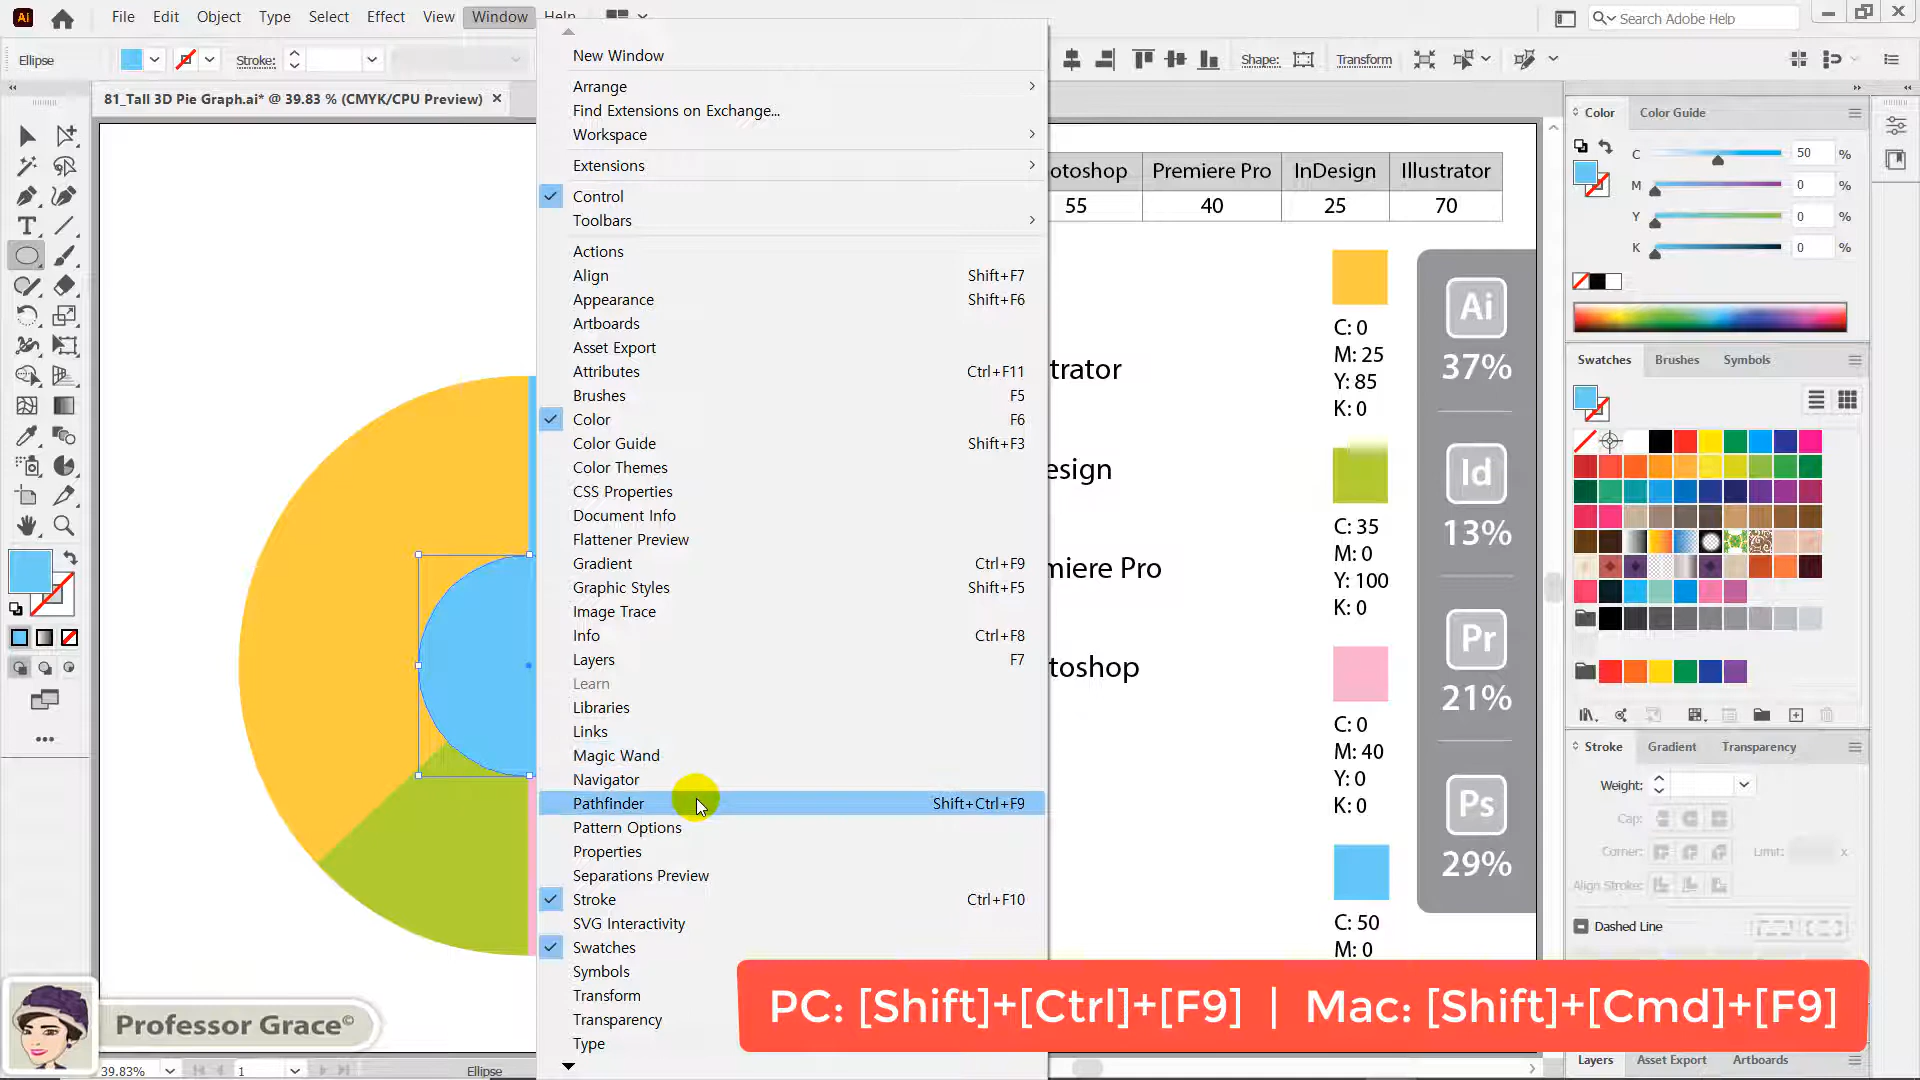 Ai
File Edit Object Type Select Effect View Window Help
Search Adobe Help
Ellipse
Stroke:
Shape:
Transform
81_Tall 3D Pie Graph.ai* @ 39.83 % (CMYK/CPU Preview)
New Window
Arrange
Find Extensions on Exchange...
Workspace
Extensions
Control
Toolbars
Actions
Align Shift+F7
Appearance Shift+F6
Artboards
Asset Export
Attributes Ctrl+F11
Brushes F5
Color F6
Color Guide Shift+F3
Color Themes
CSS Properties
Document Info
Flattener Preview
Gradient Ctrl+F9
Graphic Styles Shift+F5
Image Trace
Info Ctrl+F8
Layers F7
Learn
Libraries
Links
Magic Wand
Navigator
Pathfinder Shift+Ctrl+F9
Pattern Options
Properties
Separations Preview
Stroke Ctrl+F10
SVG Interactivity
Swatches
Symbols
Transform
Transparency
Type
otoshop Premiere Pro InDesign Illustrator
55 40 25 70
trator
esign
miere Pro
toshop
C: 0
M: 25
Y: 85
K: 0
C: 35
M: 0
Y: 100
K: 0
C: 0
M: 40
Y: 0
K: 0
C: 50
M: 0
Ai
37%
Id
13%
Pr
21%
Ps
29%
Color Color Guide
C 50 %
M 0 %
Y 0 %
K 0 %
Swatches Brushes Symbols
Stroke Gradient Transparency
Weight:
Cap:
Corner: Limit: x
Align Stroke:
Dashed Line
Layers Asset Export Artboards
Professor Grace©
PC: [Shift]+[Ctrl]+[F9] | Mac: [Shift]+[Cmd]+[F9]
39.83% 1 Ellipse